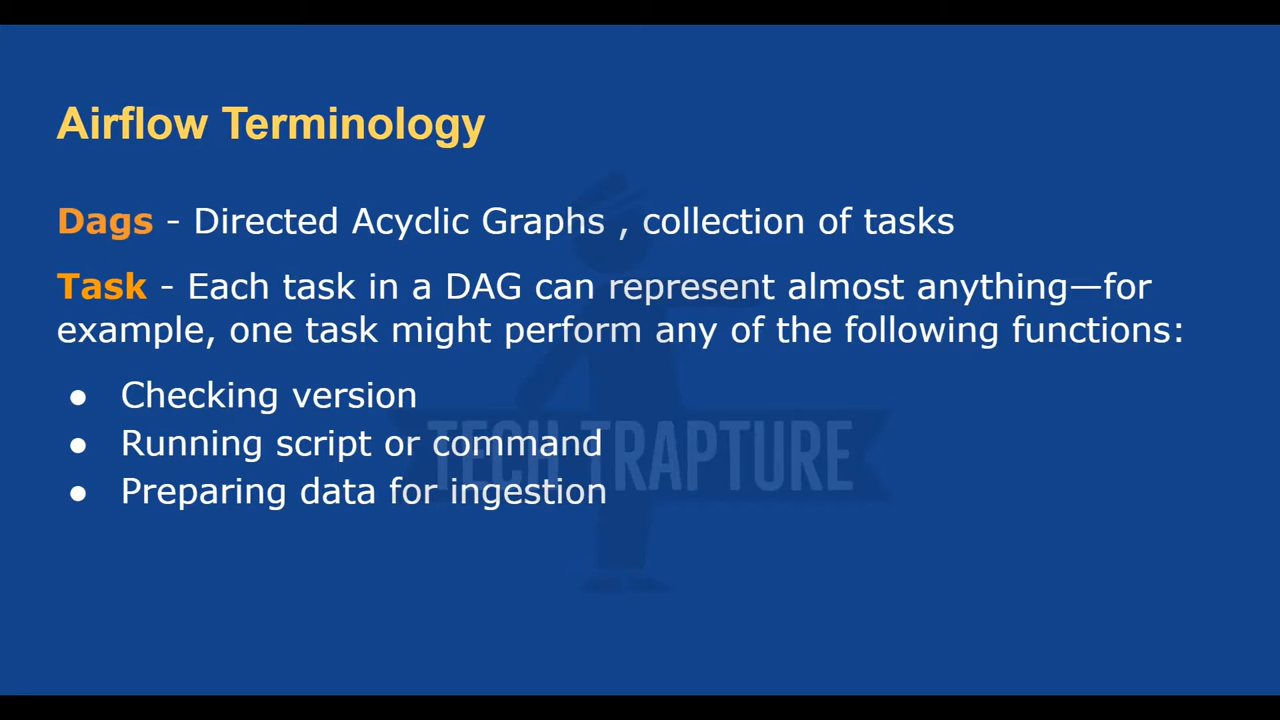 Airflow Terminology
Dags - Directed Acyclic Graphs , collection of tasks
Task - Each task in a DAG can represent almost anything—for
example, one task might perform any of the following functions:
● Checking version
● Running script or command
● Preparing data for ingestion
TECH TRAPTURE